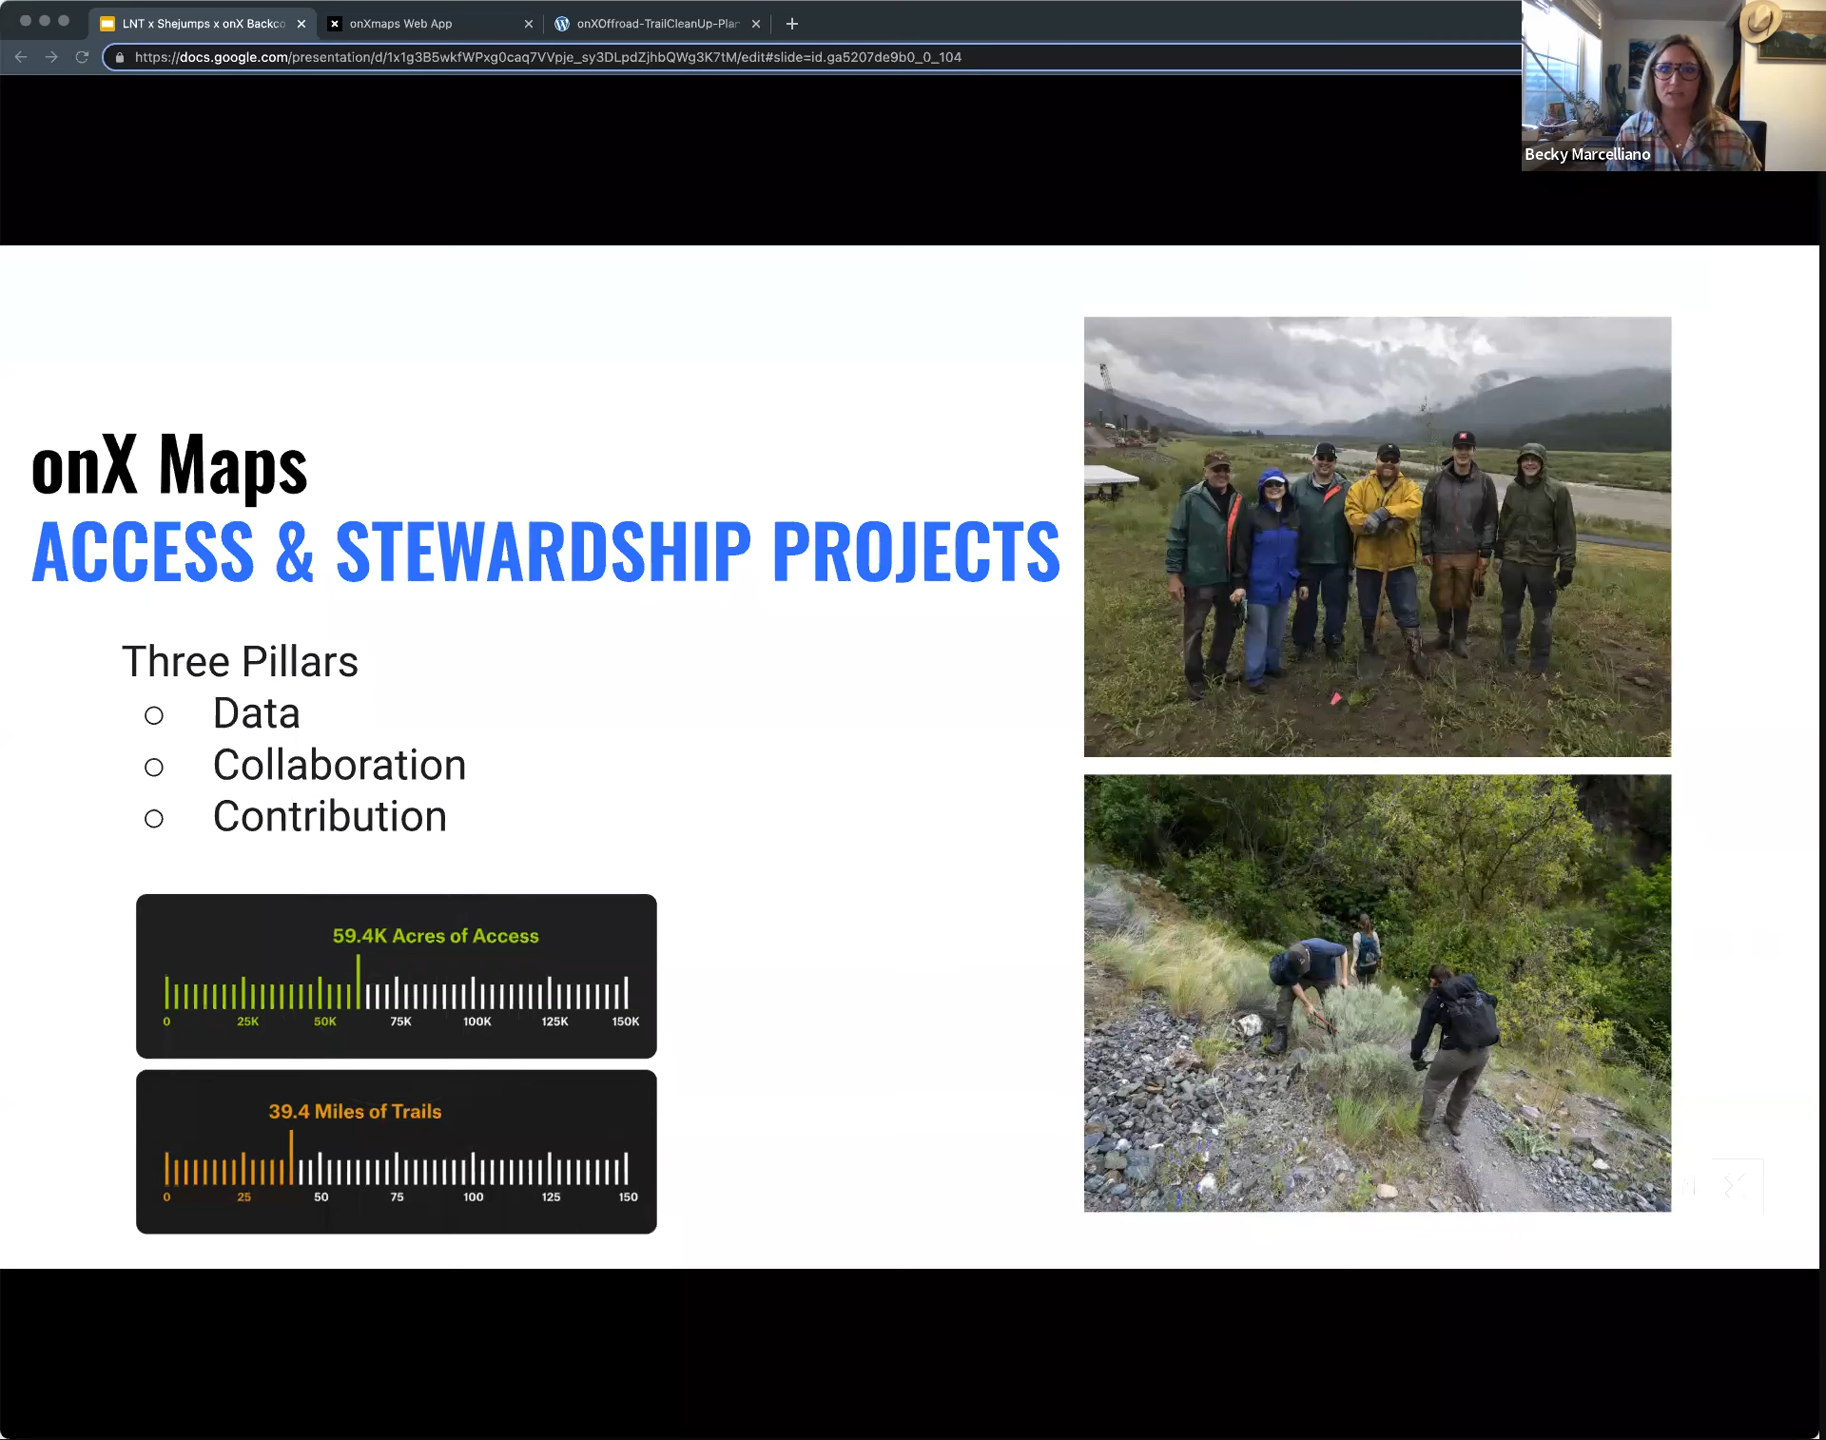 LNT x Shejumps x onX Backco
onXmaps Web App
onXOffroad-TrailCleanUp-Plan
https://docs.google.com/presentation/d/1x1g3B5wkfWPxg0caq7VVpje_sy3DLpdZjhbQWg3K7tM/edit#slide=id.ga5207de9b0_0_104
Becky Marcelliano
onX Maps
ACCESS & STEWARDSHIP PROJECTS
Three Pillars
Data
Collaboration
Contribution
59.4K Acres of Access
0 25K 50K 75K 100K 125K 150K
39.4 Miles of Trails
0 25 50 75 100 125 150